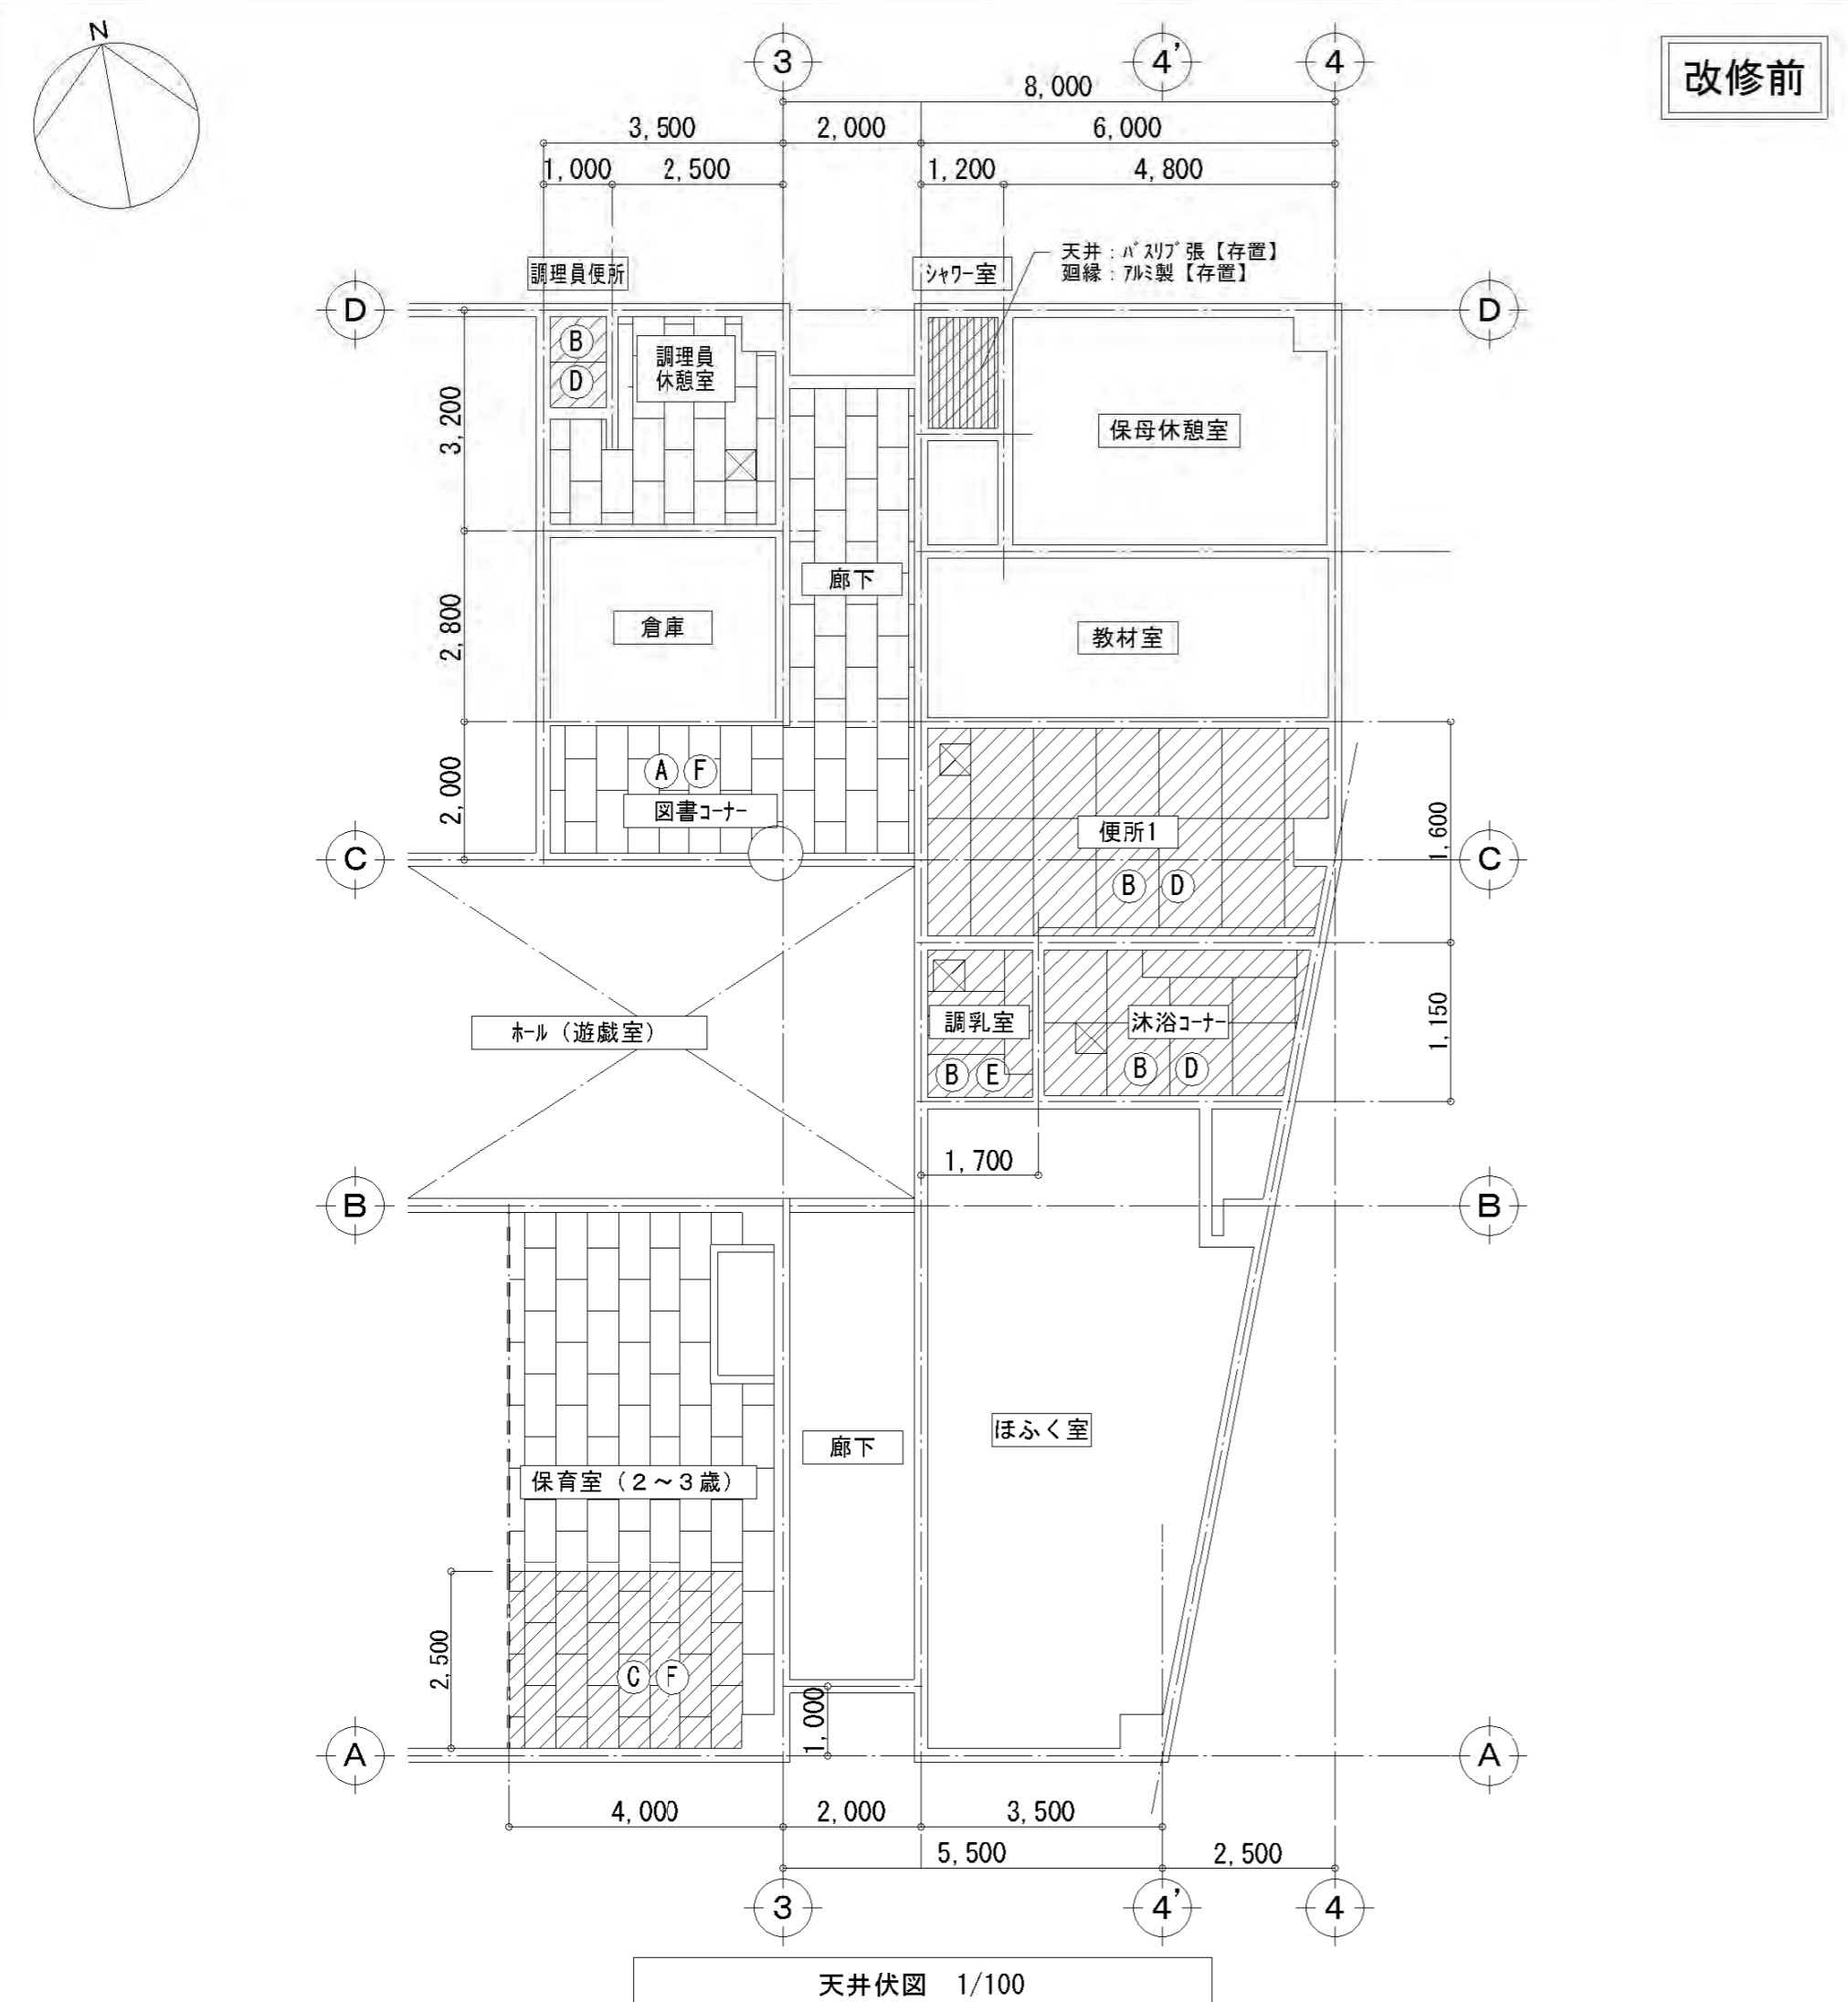 N
3
4'
4
改修前
8,000
3,500
2,000
6,000
1,000
2,500
1,200
4,800
天井:バスリブ張【存置】
廻縁:アルミ製【存置】
調理員便所
シャワー室
D
D
B
D
調理員
休憩室
保母休憩室
3,200
廊下
倉庫
教材室
2,800
A F
図書コーナー
2,000
便所1
B D
1,600
C
C
ホール(遊戯室)
調乳室
沐浴コーナー
B E
B D
1,150
1,700
B
B
廊下
ほふく室
保育室(2~3歳)
C F
2,500
1,000
A
A
4,000
2,000
3,500
5,500
2,500
3
4'
4
天井伏図 1/100